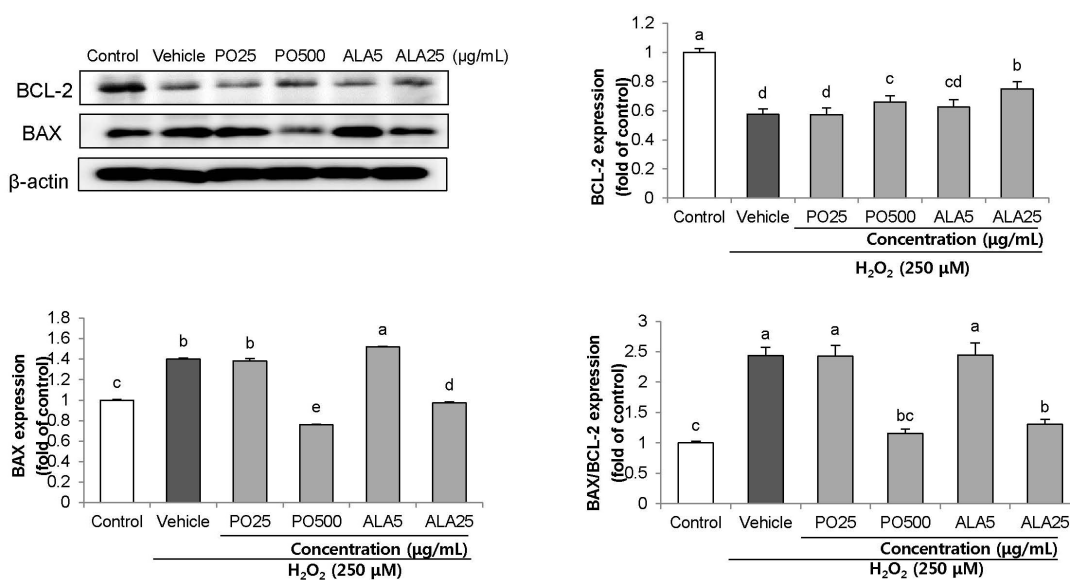 Control Vehicle PO25 PO500 ALA5 ALA25 (μg/mL)
BCL-2
BAX
β-actin
BCL-2 expression
(fold of control)
1.2
1
0.8
0.6
0.4
0.2
0
a
d
d
c
cd
b
Control Vehicle PO25 PO500 ALA5 ALA25
Concentration (μg/mL)
H₂O₂ (250 μM)
BAX expression
(fold of control)
1.8
1.6
1.4
1.2
1
0.8
0.6
0.4
0.2
0
c
b
b
e
a
d
Control Vehicle PO25 PO500 ALA5 ALA25
Concentration (μg/mL)
H₂O₂ (250 μM)
BAX/BCL-2 expression
(fold of control)
3
2.5
2
1.5
1
0.5
0
c
a
a
bc
a
b
Control Vehicle PO25 PO500 ALA5 ALA25
Concentration (μg/mL)
H₂O₂ (250 μM)